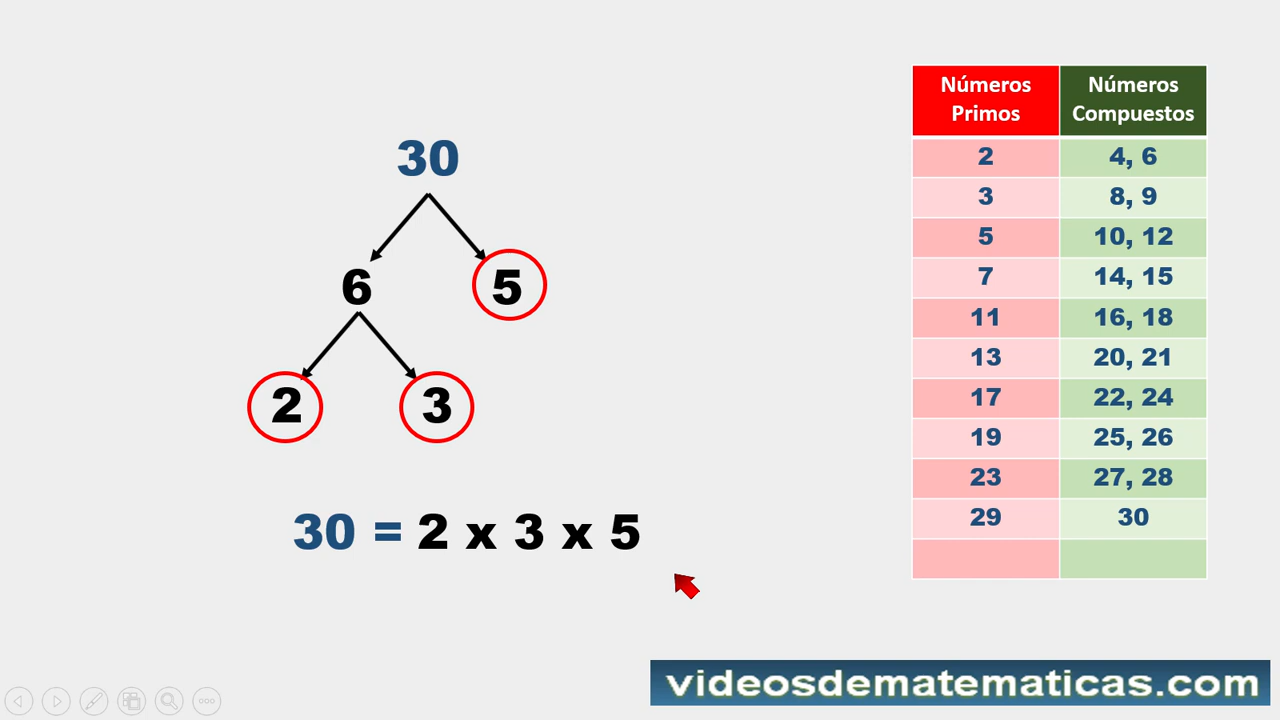 30
6 5
2 3
30 = 2 x 3 x 5
Números Primos Números Compuestos
2 4, 6
3 8, 9
5 10, 12
7 14, 15
11 16, 18
13 20, 21
17 22, 24
19 25, 26
23 27, 28
29 30
videosdematematicas.com